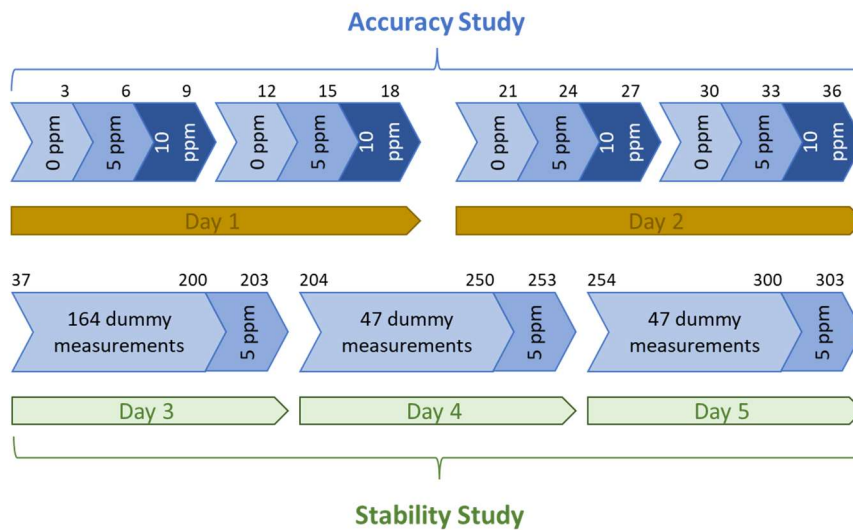 Accuracy Study
3 6 9 12 15 18 21 24 27 30 33 36
0 ppm 5 ppm 10 ppm 0 ppm 5 ppm 10 ppm 0 ppm 5 ppm 10 ppm 0 ppm 5 ppm 10 ppm
Day 1 Day 2
37 200 203 204 250 253 254 300 303
164 dummy measurements 5 ppm 47 dummy measurements 5 ppm 47 dummy measurements 5 ppm
Day 3 Day 4 Day 5
Stability Study